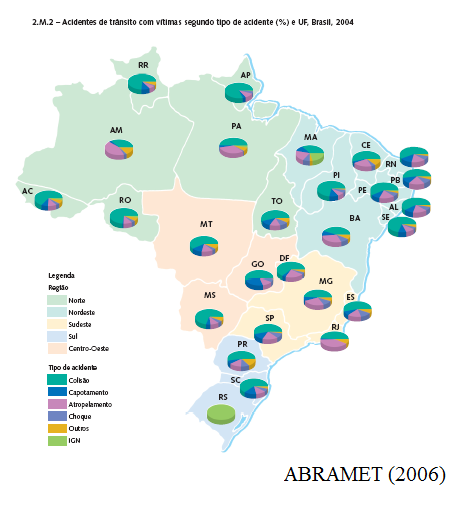 2.M.2 – Acidentes de trânsito com vítimas segundo tipo de acidente (%) e UF, Brasil, 2004
RR
AP
AM
PA
MA
CE
RN
PI
PB
PE
AC
RO
TO
AL
SE
MT
BA
GO
DF
MG
MS
ES
SP
RJ
PR
SC
RS
Legenda
Região
Norte
Nordeste
Sudeste
Sul
Centro-Oeste
Tipo de acidente
Colisão
Capotamento
Atropelamento
Choque
Outros
IGN
ABRAMET (2006)